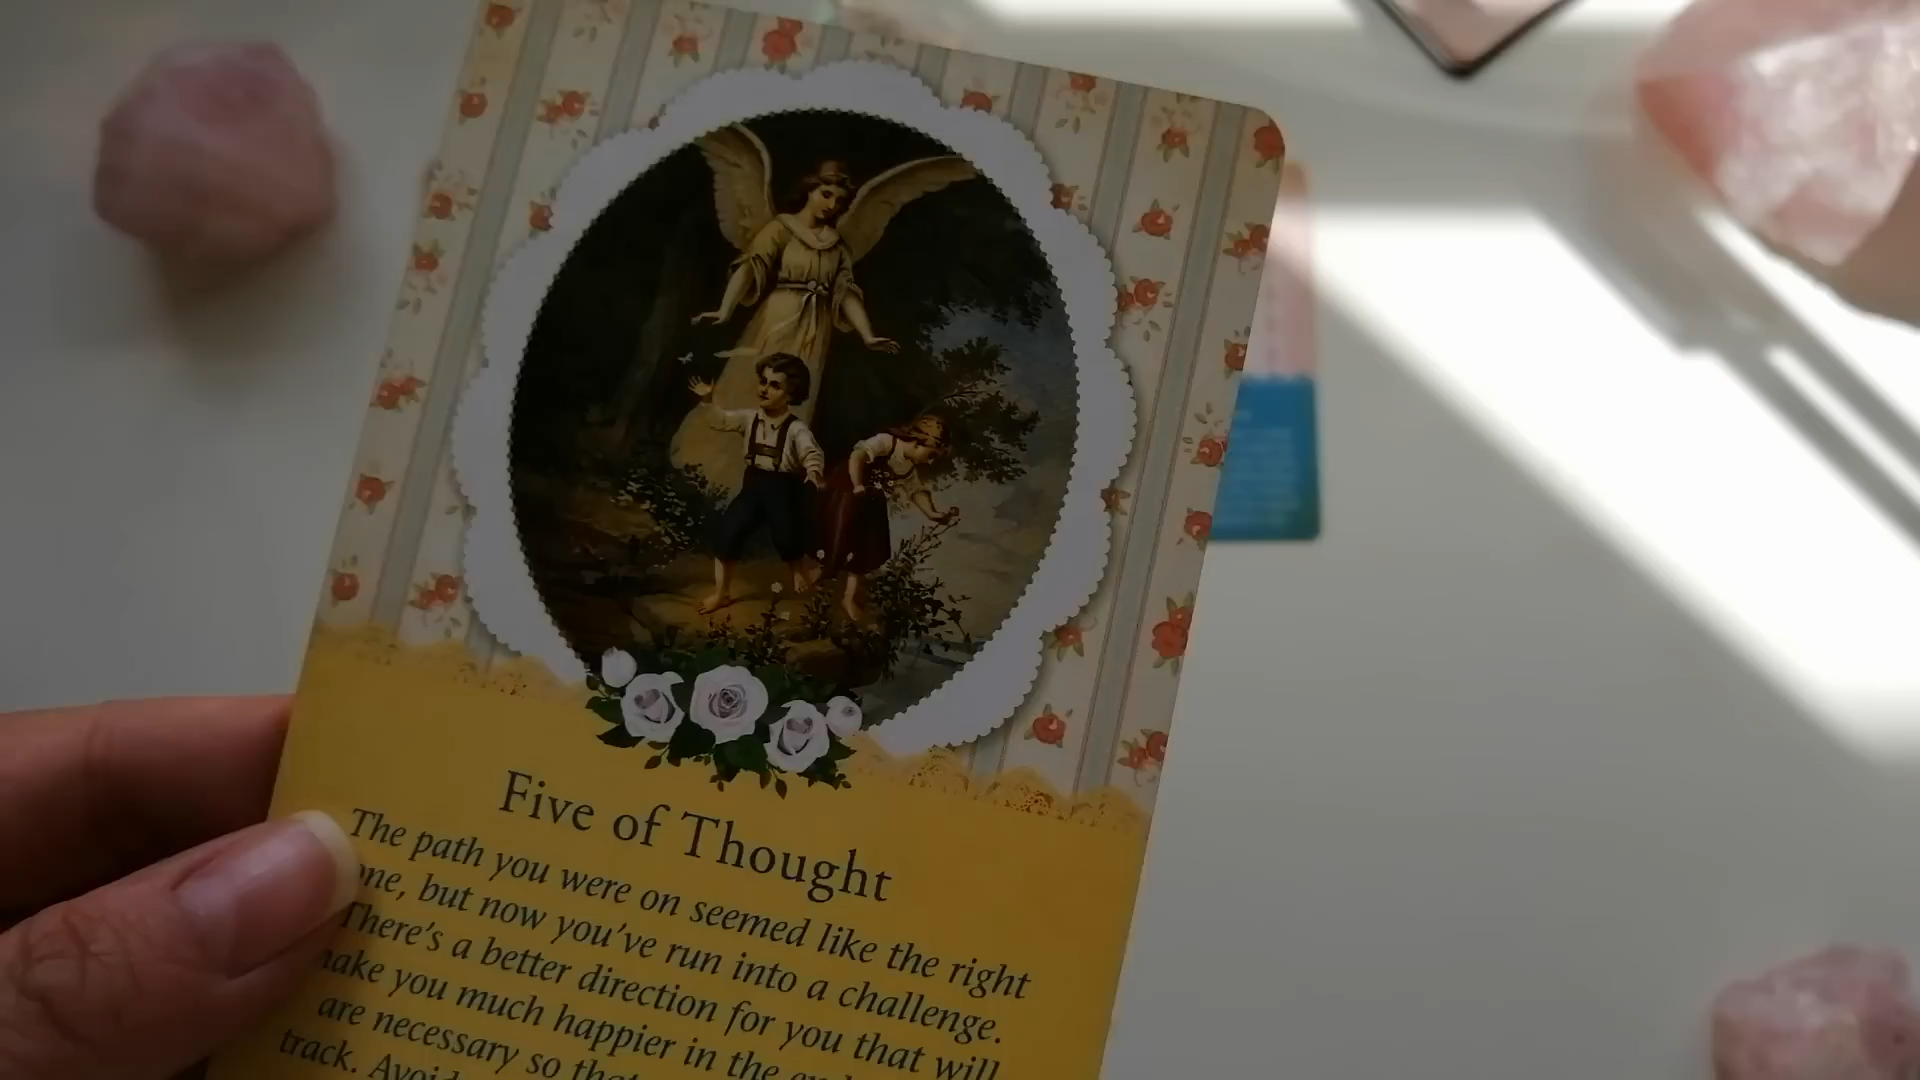 Five of Thought
The path you were on seemed like the right
one, but now you've run into a challenge.
There's a better direction for you that will
make you much happier in the
are necessary so that
track. Avoid